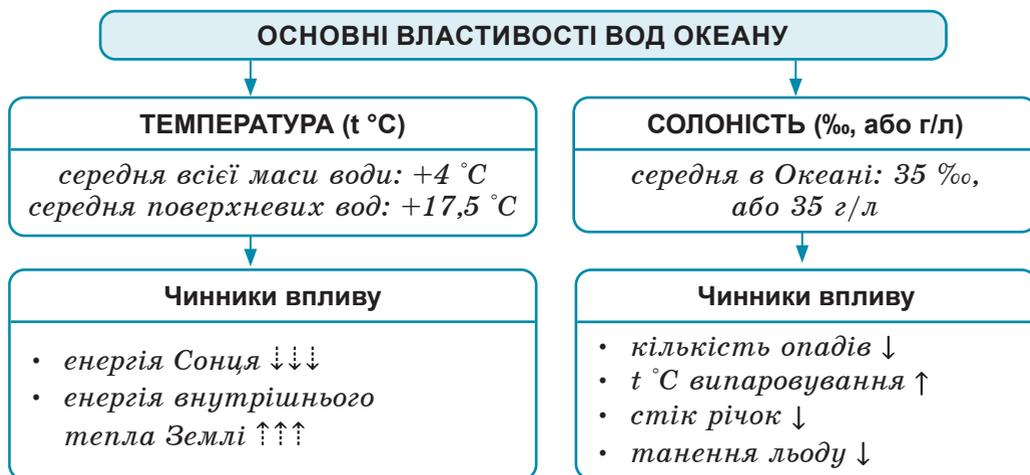 ОСНОВНІ ВЛАСТИВОСТІ ВОД ОКЕАНУ
ТЕМПЕРАТУРА (t °C)
середня всієї маси води: +4 °C
середня поверхневих вод: +17,5 °C
Чинники впливу
• енергія Сонця ↓↓↓
• енергія внутрішнього
тепла Землі ↑↑↑
СОЛОНІСТЬ (‰, або г/л)
середня в Океані: 35 ‰,
або 35 г/л
Чинники впливу
• кількість опадів ↓
• t °C випаровування ↑
• стік річок ↓
• танення льоду ↓